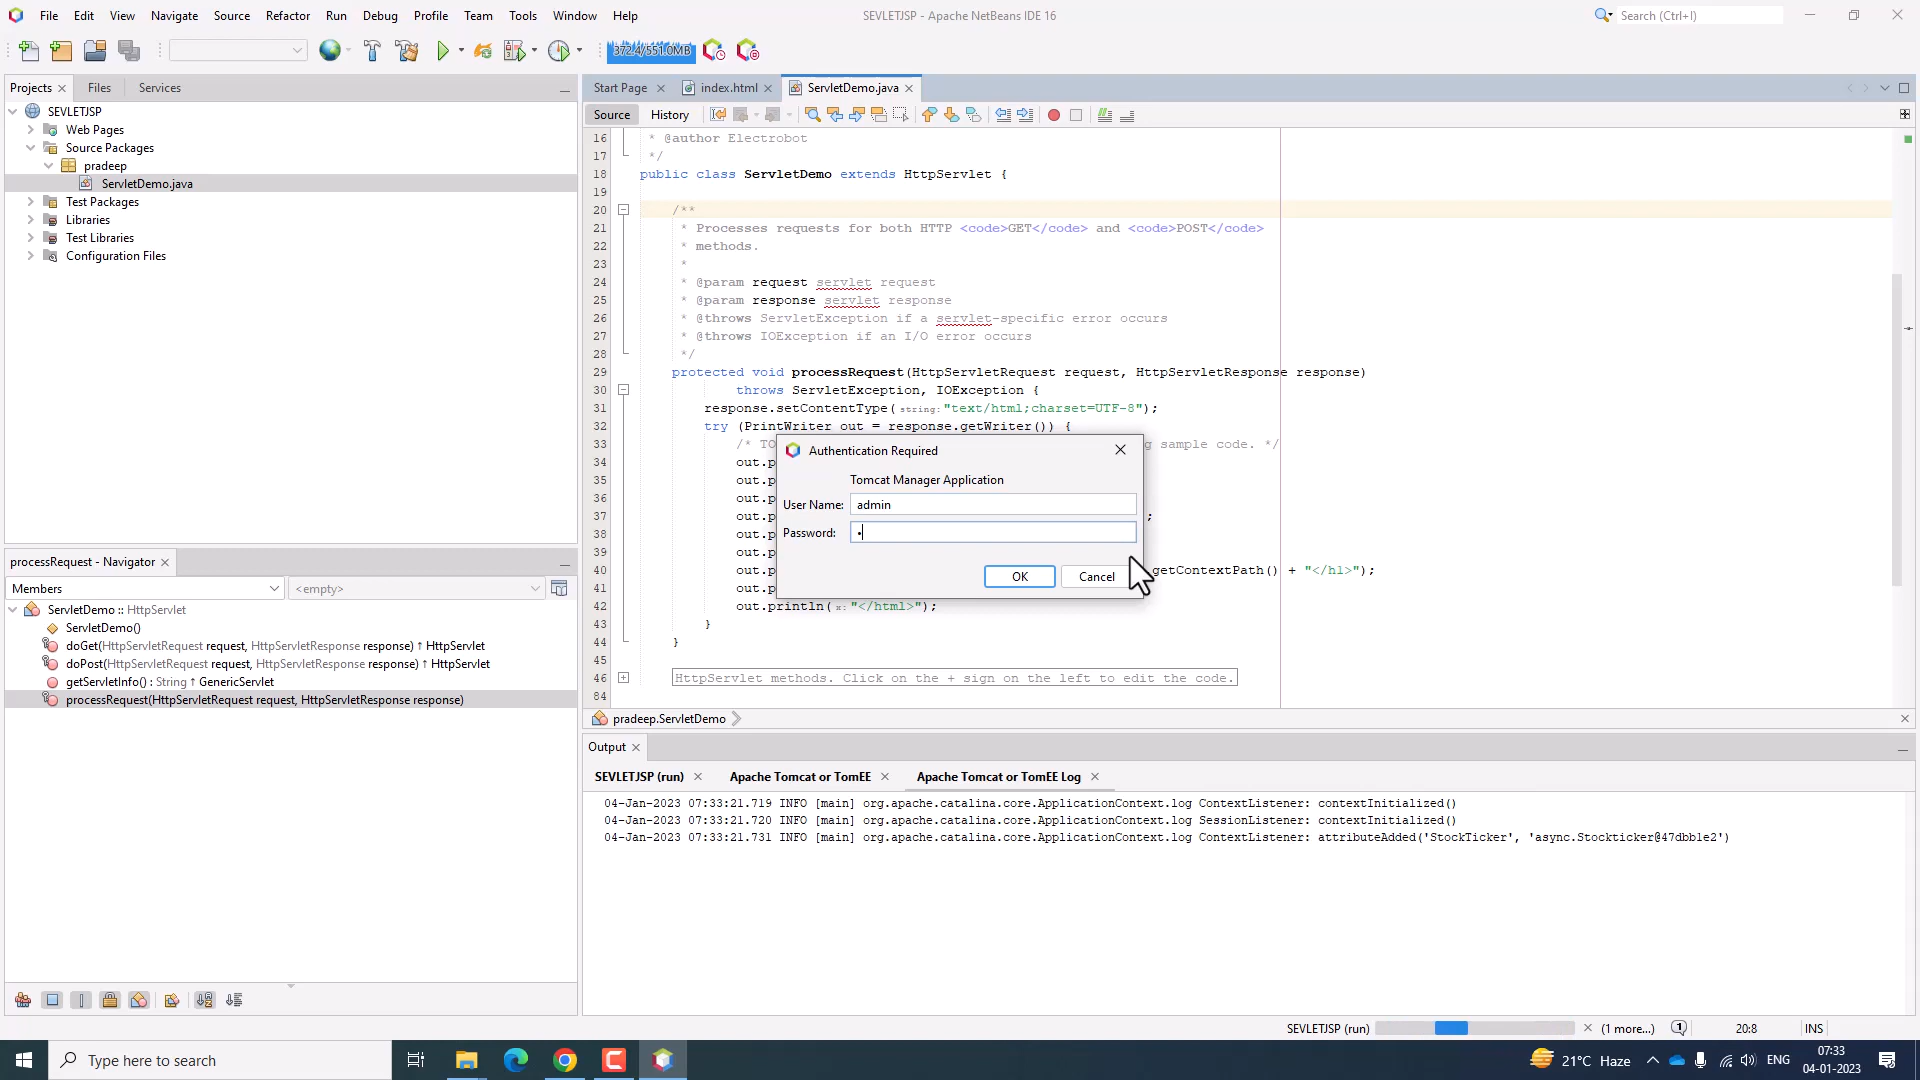 File Edit View Navigate Source Refactor Run Debug Profile Team Tools Window Help
SEVLETJSP - Apache NetBeans IDE 16
Search (Ctrl+I)
372.4/551.0MB
Projects Files Services
SEVLETJSP
Web Pages
Source Packages
pradeep
ServletDemo.java
Test Packages
Libraries
Test Libraries
Configuration Files
Start Page index.html ServletDemo.java
Source History
16 * @author Electrobot
17 */
18 public class ServletDemo extends HttpServlet {
19
20 /**
21 * Processes requests for both HTTP <code>GET</code> and <code>POST</code>
22 * methods.
23 *
24 * @param request servlet request
25 * @param response servlet response
26 * @throws ServletException if a servlet-specific error occurs
27 * @throws IOException if an I/O error occurs
28 */
29 protected void processRequest(HttpServletRequest request, HttpServletResponse response)
30 throws ServletException, IOException {
31 response.setContentType(string:"text/html;charset=UTF-8");
32 try (PrintWriter out = response.getWriter()) {
33 /* TO g sample code. */
34 out.p
35 out.p
36 out.p
37 out.p ;
38 out.p
39 out.p
40 out.p getContextPath() + "</h1>");
41 out.p
42 out.println(x:"</html>");
43 }
44 }
45
46 HttpServlet methods. Click on the + sign on the left to edit the code.
84
Authentication Required
Tomcat Manager Application
User Name: admin
Password: •
OK Cancel
pradeep.ServletDemo
processRequest - Navigator
Members <empty>
ServletDemo :: HttpServlet
ServletDemo()
doGet(HttpServletRequest request, HttpServletResponse response) ↑ HttpServlet
doPost(HttpServletRequest request, HttpServletResponse response) ↑ HttpServlet
getServletInfo() : String ↑ GenericServlet
processRequest(HttpServletRequest request, HttpServletResponse response)
Output
SEVLETJSP (run) Apache Tomcat or TomEE Apache Tomcat or TomEE Log
04-Jan-2023 07:33:21.719 INFO [main] org.apache.catalina.core.ApplicationContext.log ContextListener: contextInitialized()
04-Jan-2023 07:33:21.720 INFO [main] org.apache.catalina.core.ApplicationContext.log SessionListener: contextInitialized()
04-Jan-2023 07:33:21.731 INFO [main] org.apache.catalina.core.ApplicationContext.log ContextListener: attributeAdded('StockTicker', 'async.Stockticker@47dbb1e2')
SEVLETJSP (run) (1 more...) 1 20:8 INS
Type here to search
21°C Haze ENG
07:33
04-01-2023